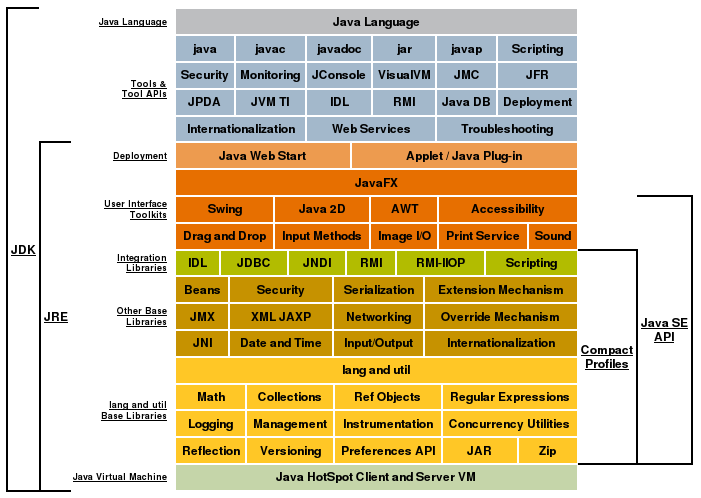 Java Language Java Language
java javac javadoc jar javap Scripting
Security Monitoring JConsole VisualVM JMC JFR
Tools &
Tool APIs
JPDA JVM TI IDL RMI Java DB Deployment
Internationalization Web Services Troubleshooting
Deployment Java Web Start Applet / Java Plug-in
JavaFX
User Interface
Toolkits
Swing Java 2D AWT Accessibility
Drag and Drop Input Methods Image I/O Print Service Sound
JDK
Integration
Libraries
IDL JDBC JNDI RMI RMI-IIOP Scripting
Beans Security Serialization Extension Mechanism
JRE
Other Base
Libraries
JMX XML JAXP Networking Override Mechanism
Java SE
API
JNI Date and Time Input/Output Internationalization
Compact
Profiles
lang and util
Math Collections Ref Objects Regular Expressions
lang and util
Base Libraries
Logging Management Instrumentation Concurrency Utilities
Reflection Versioning Preferences API JAR Zip
Java Virtual Machine Java HotSpot Client and Server VM